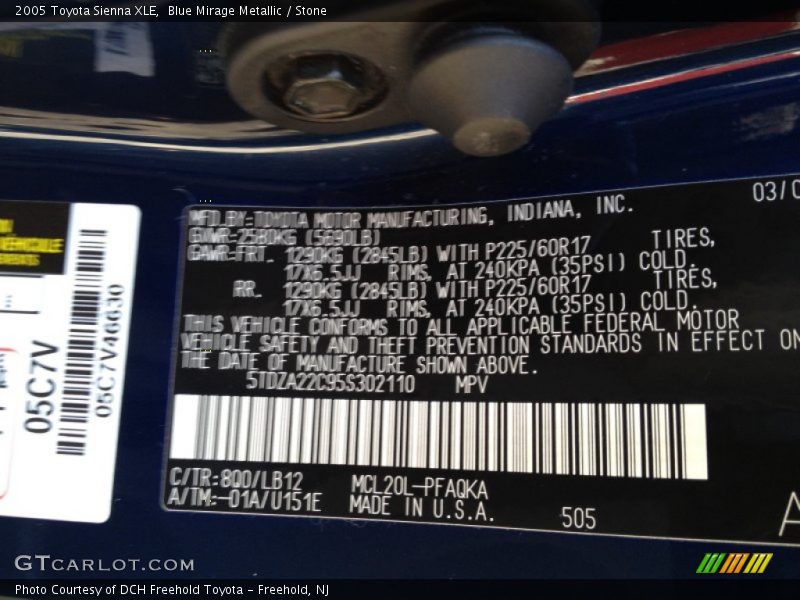 2005 Toyota Sienna XLE,  Blue Mirage Metallic / Stone
03/0
MFD.BY:TOYOTA MOTOR MANUFACTURING, INDIANA, INC.
GVWR-2580KG (5690LB)
GAWR:FRT. 1290KG (2845LB) WITH P225/60R17 TIRES,
17X6.5JJ RIMS, AT 240KPA (35PSI) COLD.
RR. 1290KG (2845LB) WITH P225/60R17 TIRES,
17X6.5JJ RIMS, AT 240KPA (35PSI) COLD.
THIS VEHICLE CONFORMS TO ALL APPLICABLE FEDERAL MOTOR
VEHICLE SAFETY AND THEFT PREVENTION STANDARDS IN EFFECT ON
THE DATE OF MANUFACTURE SHOWN ABOVE.
5TDZA22C95S302110 MPV
C/TR:8Q0/LB12 MCL20L-PFAQKA
A/TM:-01A/U151E MADE IN U.S.A. 505
A
VEHICLE
05C7V
05C7V46630
GTCARLOT.COM
Photo Courtesy of DCH Freehold Toyota - Freehold, NJ